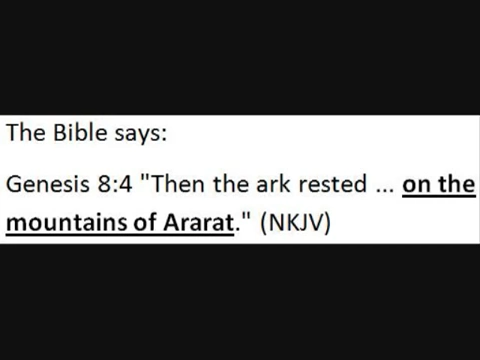 The Bible says:
Genesis 8:4 "Then the ark rested ... on the
mountains of Ararat." (NKJV)